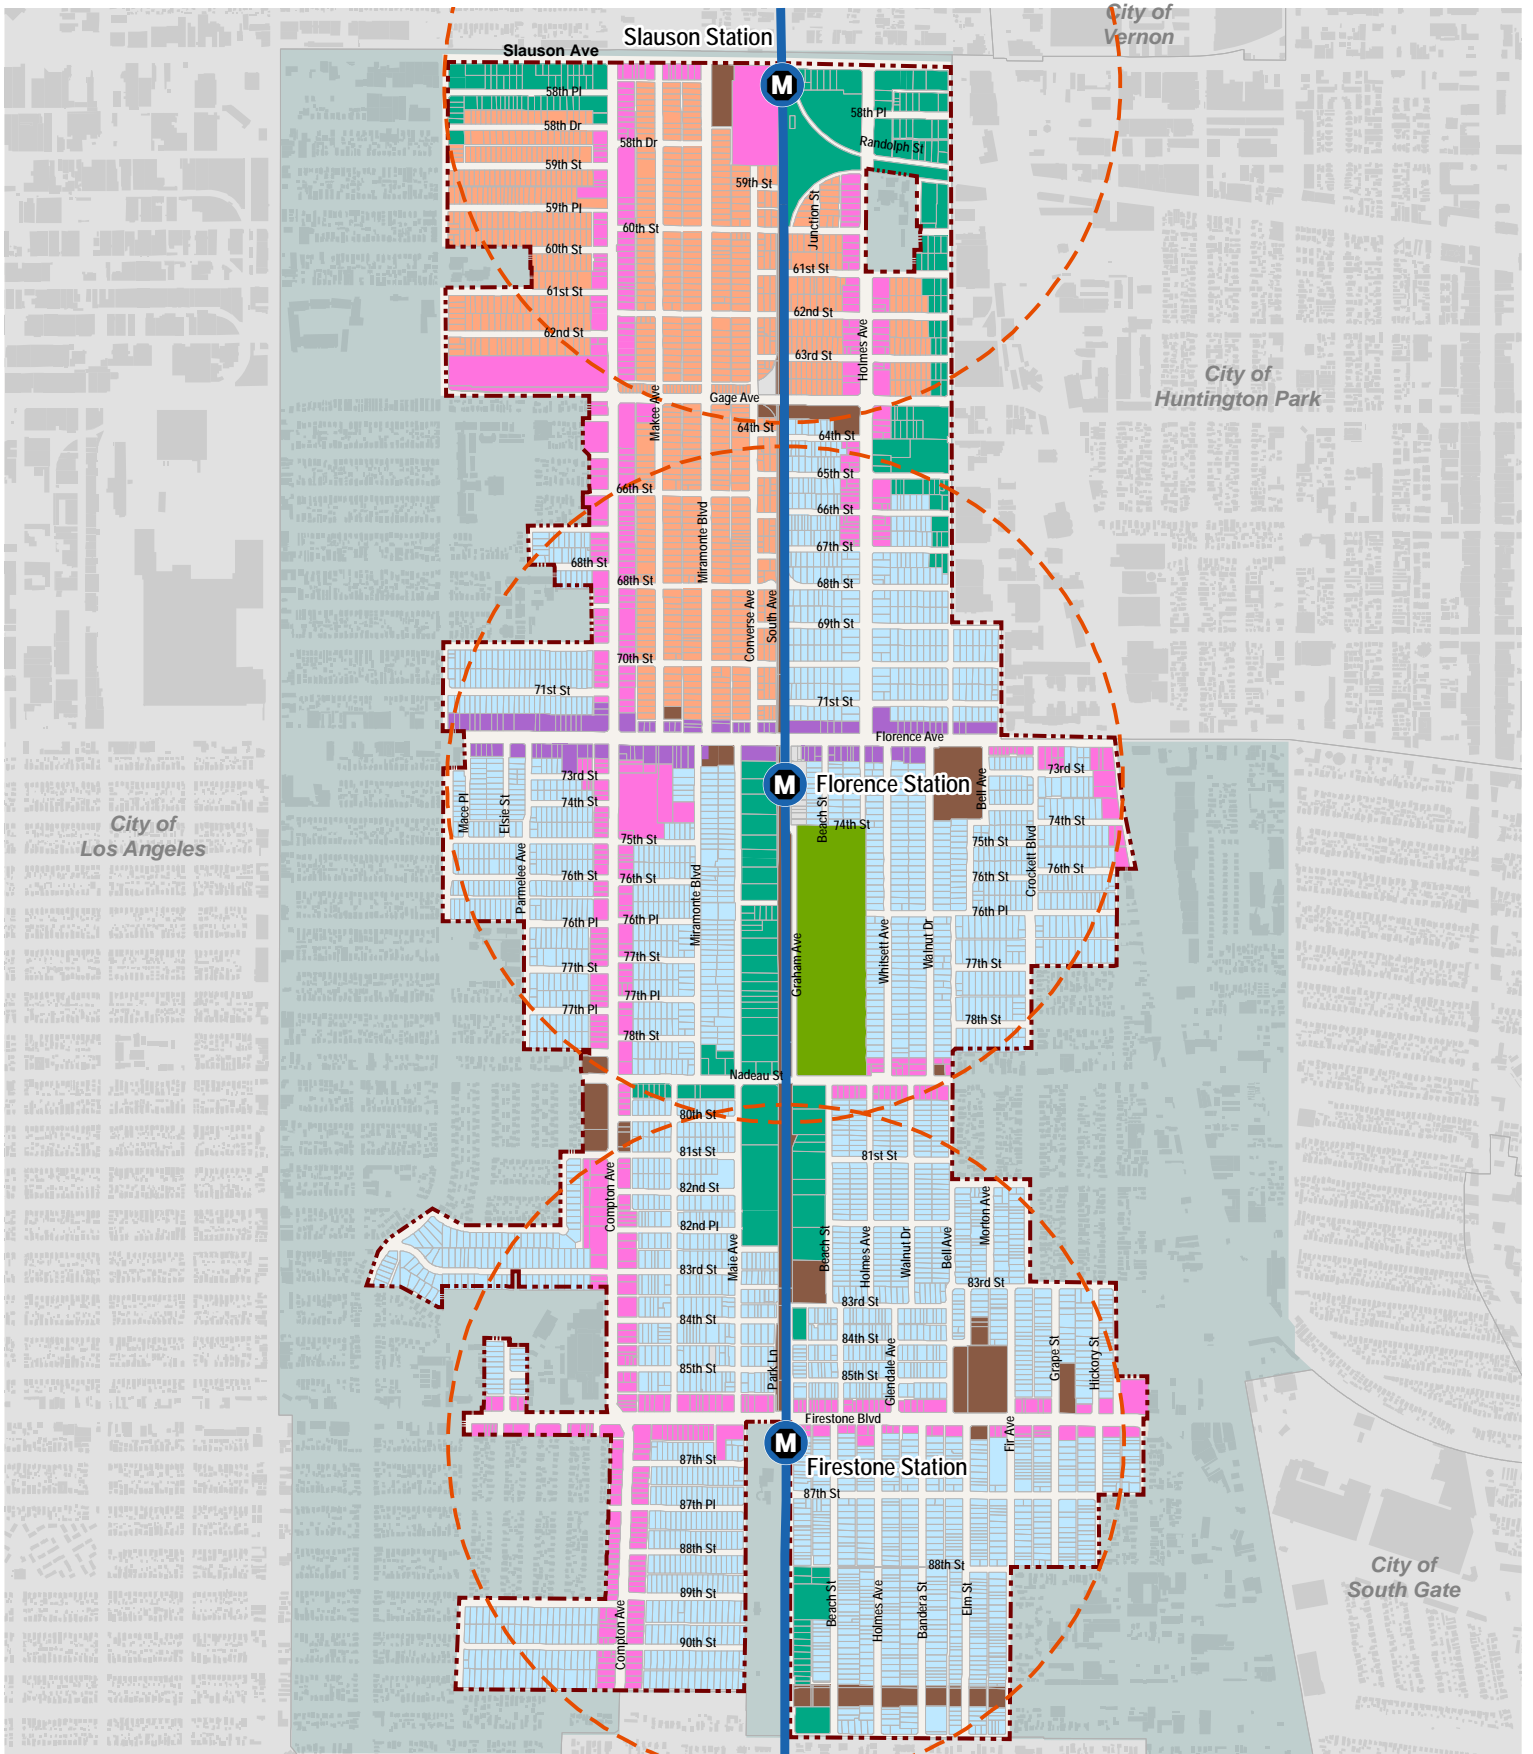 City of
Vernon
Slauson Station
Slauson Ave
M
58th Pl
58th Pl
58th Dr
58th Dr
Randolph St
59th St
59th St
59th Pl
Junction St
60th St
60th St
61st St
61st St
62nd St
62nd St
Holmes Ave
63rd St
City of
Huntington Park
Gage Ave
Makee Ave
64th St
64th St
65th St
66th St
66th St
Miramonte Blvd
67th St
68th St
68th St
68th St
Converse Ave
South Ave
69th St
70th St
71st St
71st St
Florence Ave
M
Florence Station
73rd St
73rd St
Bell Ave
74th St
Mace Pl
Elsie St
Beach St
74th St
74th St
City of
Los Angeles
75th St
75th St
Crockett Blvd
76th St
76th St
76th St
76th St
Parmelee Ave
Miramonte Blvd
76th Pl
76th Pl
76th Pl
Graham Ave
Whitsett Ave
Walnut Dr
77th St
77th St
77th St
77th Pl
77th Pl
78th St
78th St
Nadeau St
80th St
81st St
81st St
Compton Ave
82nd St
Morton Ave
82nd Pl
Maie Ave
Beach St
Holmes Ave
Walnut Dr
Bell Ave
83rd St
83rd St
83rd St
84th St
84th St
Grape St
Hickory St
85th St
Park Ln
85th St
Glendale Ave
Firestone Blvd
Fir Ave
M
Firestone Station
87th St
87th St
87th Pl
88th St
88th St
City of
South Gate
89th St
Beach St
Holmes Ave
Bandera St
Elm St
Compton Ave
90th St